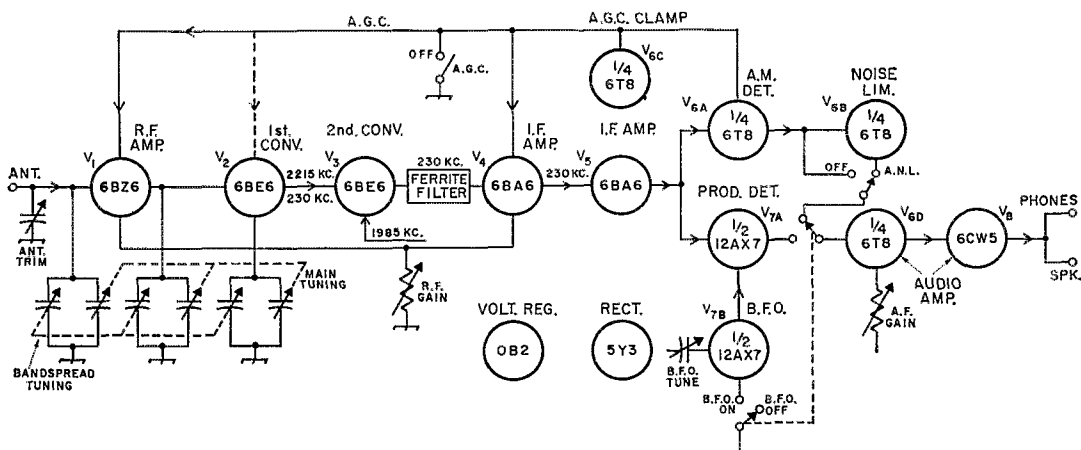 A.G.C.
A.G.C. CLAMP
OFF
A.G.C.
V6C
1/4
6T8
A.M.
DET.
V6A
1/4
6T8
NOISE
LIM.
V6B
1/4
6T8
OFF
A.N.L.
R.F.
AMP.
V1
6BZ6
1st.
CONV.
V2
6BE6
2215 KC.
230 KC.
2nd. CONV.
V3
6BE6
1985 KC.
230 KC.
FERRITE
FILTER
I.F.
AMP
V4
6BA6
230 KC.
I.F. AMP.
V5
6BA6
ANT.
ANT.
TRIM
MAIN
TUNING
BANDSPREAD
TUNING
R.F.
GAIN
PROD. DET.
V7A
1/2
12AX7
V6D
1/4
6T8
V8
6CW5
PHONES
SPK.
AUDIO
AMP.
A.F.
GAIN
VOLT. REG.
0B2
RECT.
5Y3
V7B
B.F.O.
1/2
12AX7
B.F.O.
TUNE
B.F.O.
ON
B.F.O.
OFF